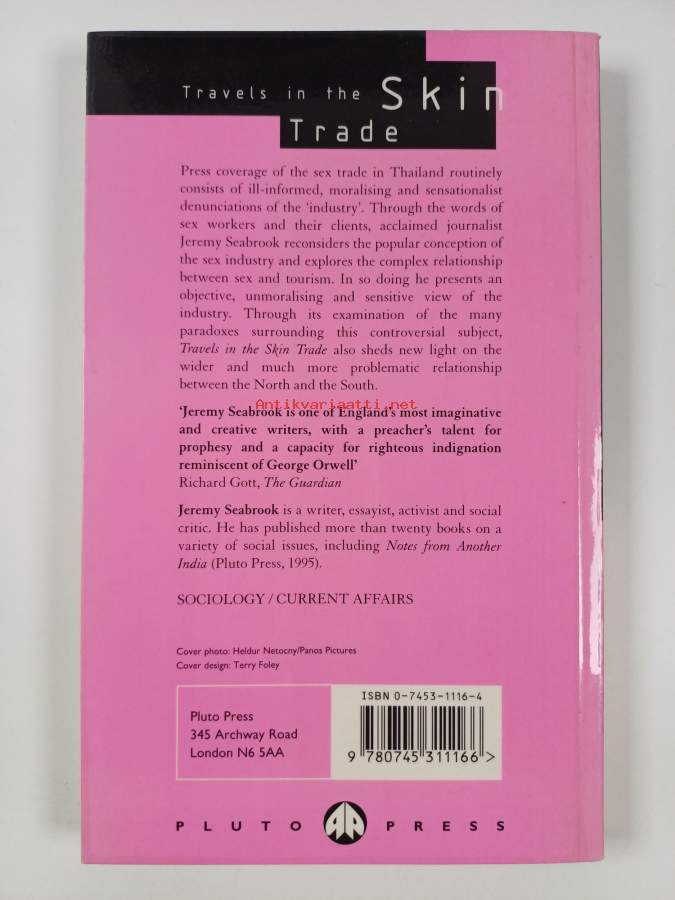 Travels in the Skin
Trade
Press coverage of the sex trade in Thailand routinely
consists of ill-informed, moralising and sensationalist
denunciations of the ‘industry’. Through the words of
sex workers and their clients, acclaimed journalist
Jeremy Seabrook reconsiders the popular conception of
the sex industry and explores the complex relationship
between sex and tourism. In so doing he presents an
objective, unmoralising and sensitive view of the
industry. Through its examination of the many
paradoxes surrounding this controversial subject,
Travels in the Skin Trade also sheds new light on the
wider and much more problematic relationship
between the North and the South.
Antikvariaatti.net
‘Jeremy Seabrook is one of England’s most imaginative
and creative writers, with a preacher’s talent for
prophesy and a capacity for righteous indignation
reminiscent of George Orwell’
Richard Gott, The Guardian
Jeremy Seabrook is a writer, essayist, activist and social
critic. He has published more than twenty books on a
variety of social issues, including Notes from Another
India (Pluto Press, 1995).
SOCIOLOGY / CURRENT AFFAIRS
Cover photo: Heldur Netocny/Panos Pictures
Cover design: Terry Foley
Pluto Press
345 Archway Road
London N6 5AA
ISBN 0-7453-1116-4
9 780745 311166 >
PLUTO PRESS